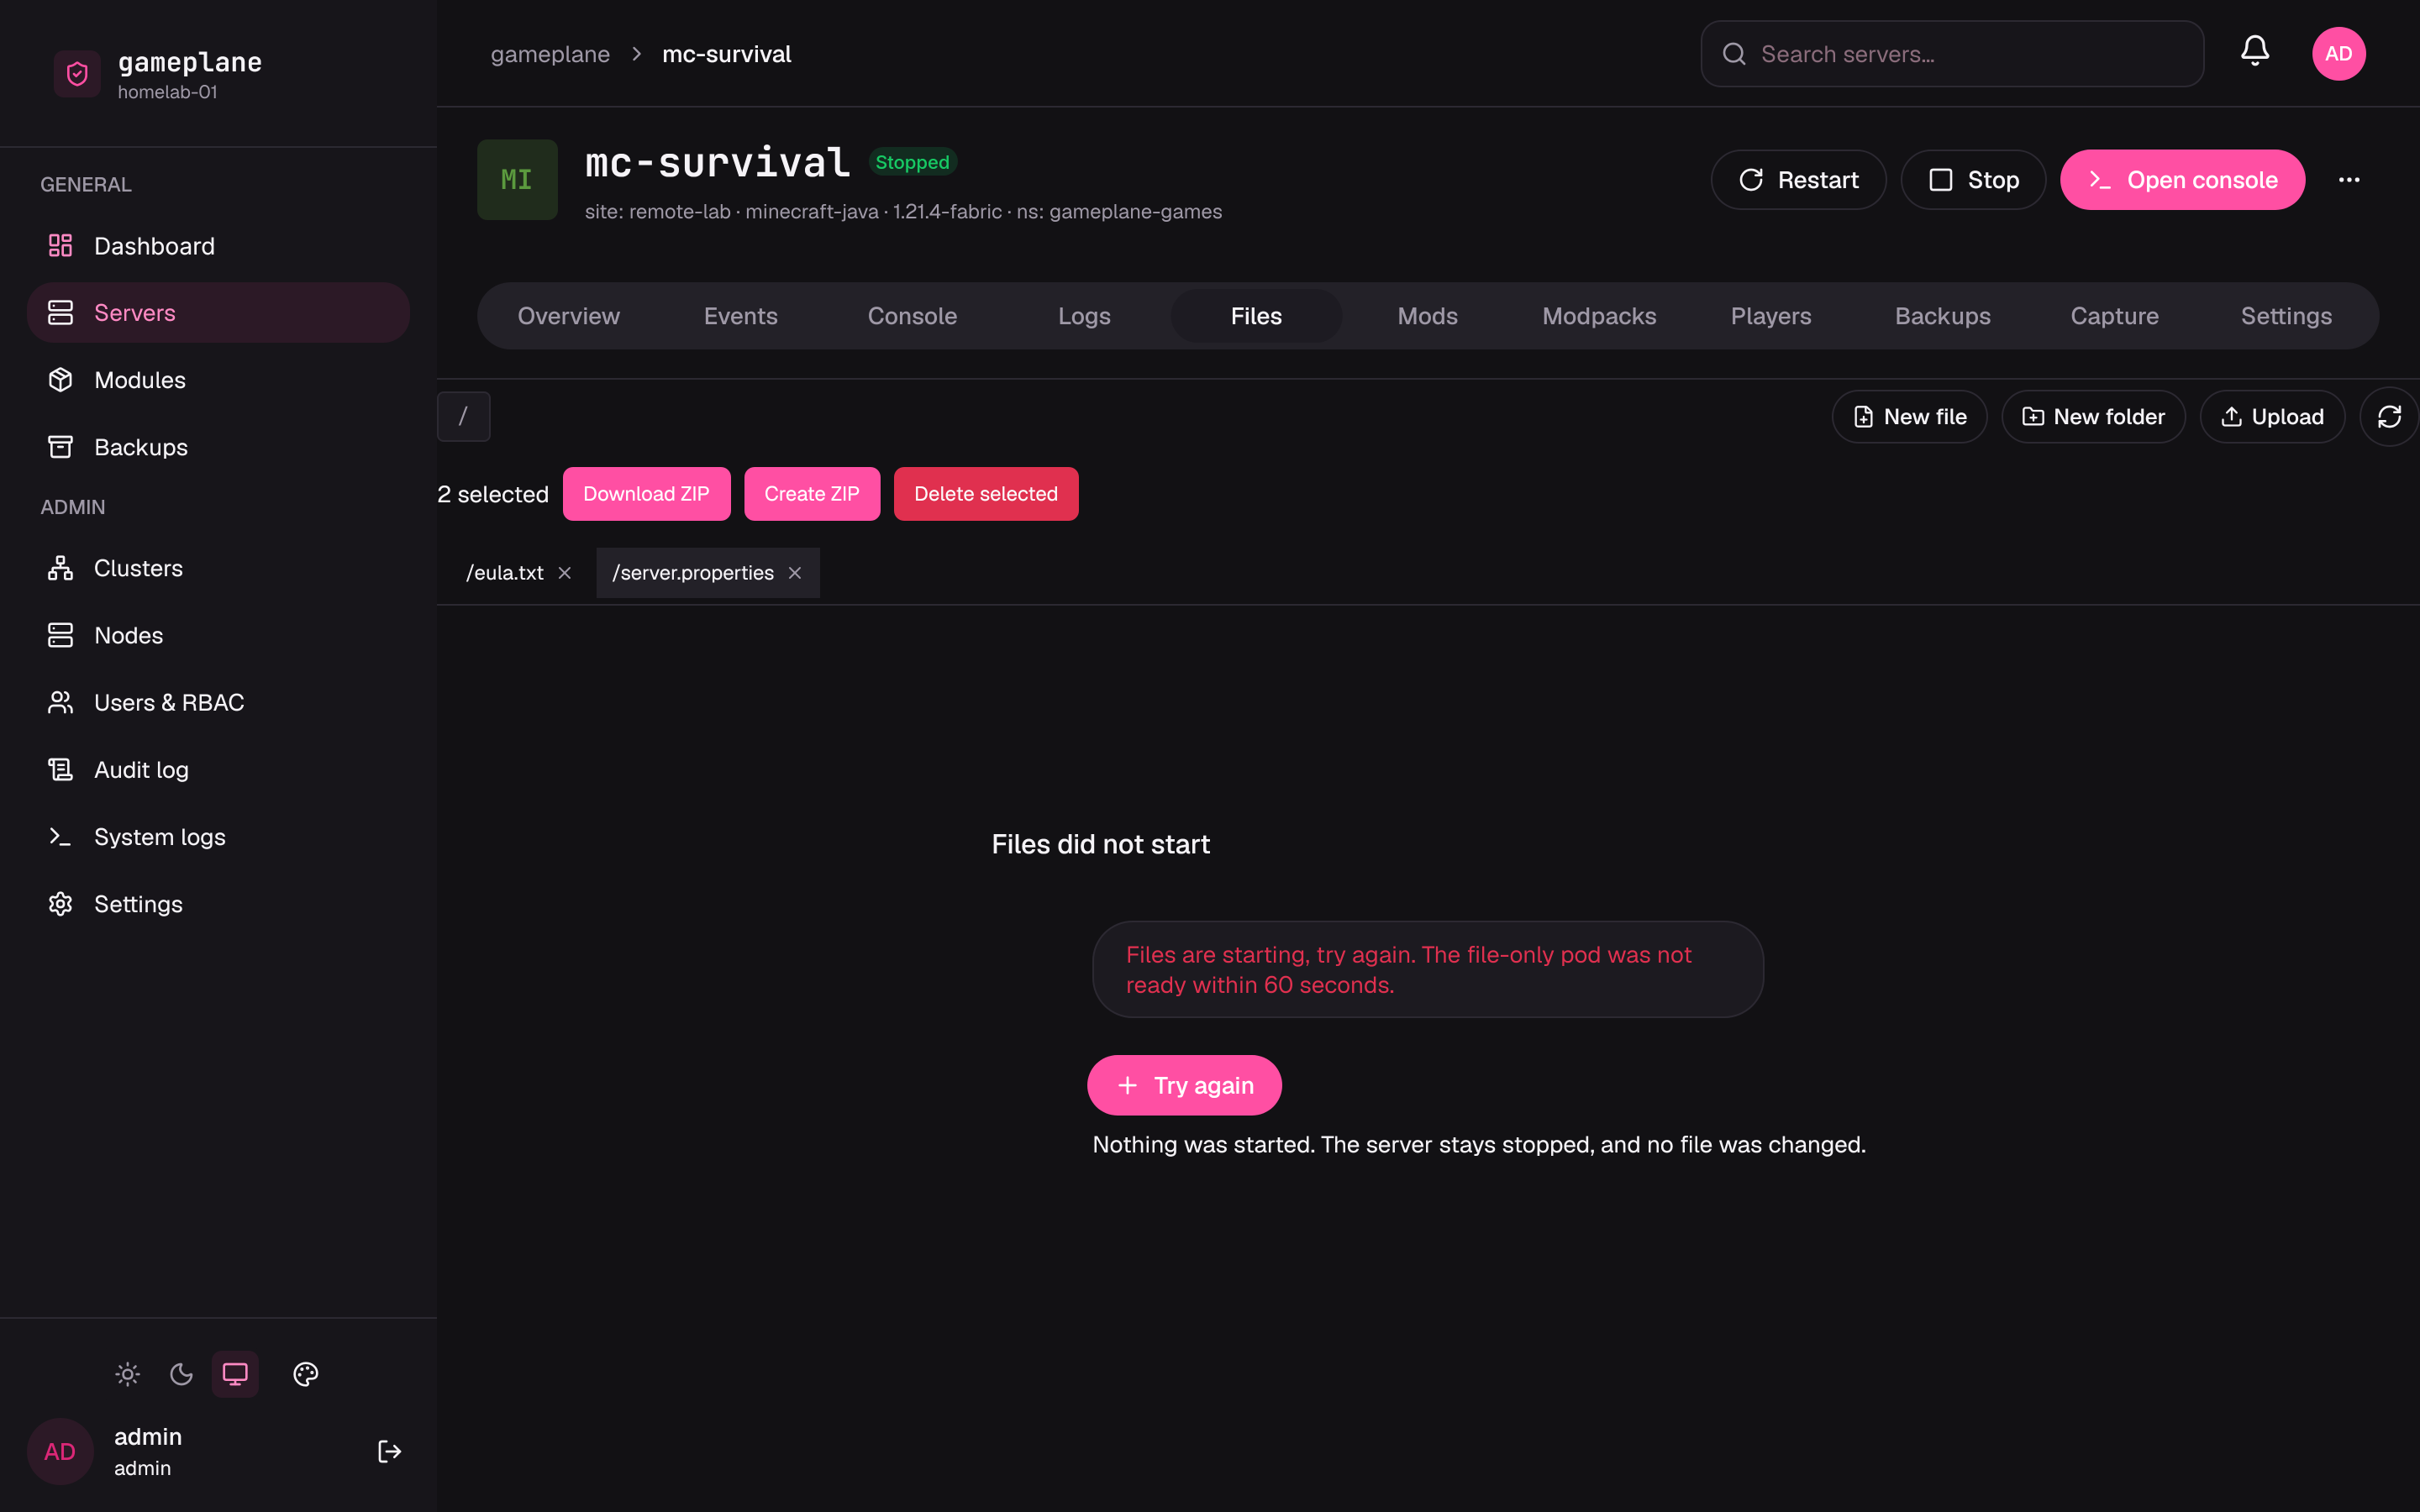 gameplane
homelab-01
GENERAL
Dashboard
Servers
Modules
Backups
ADMIN
Clusters
Nodes
Users & RBAC
Audit log
System logs
Settings
AD
admin
admin
gameplane > mc-survival
Search servers...
AD
MI
mc-survival Stopped
site: remote-lab · minecraft-java · 1.21.4-fabric · ns: gameplane-games
Restart Stop Open console
Overview Events Console Logs Files Mods Modpacks Players Backups Capture Settings
/ New file New folder Upload
2 selected Download ZIP Create ZIP Delete selected
/eula.txt /server.properties
Files did not start
Files are starting, try again. The file-only pod was not
ready within 60 seconds.
Try again
Nothing was started. The server stays stopped, and no file was changed.